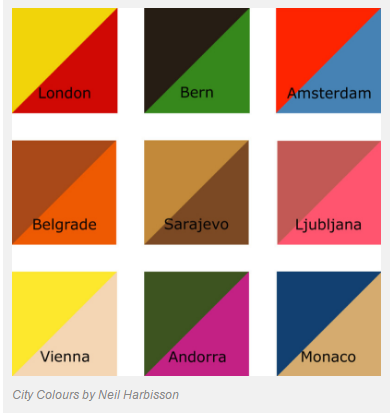 London
Bern
Amsterdam
Belgrade
Sarajevo
Ljubljana
Vienna
Andorra
Monaco
City Colours by Neil Harbisson